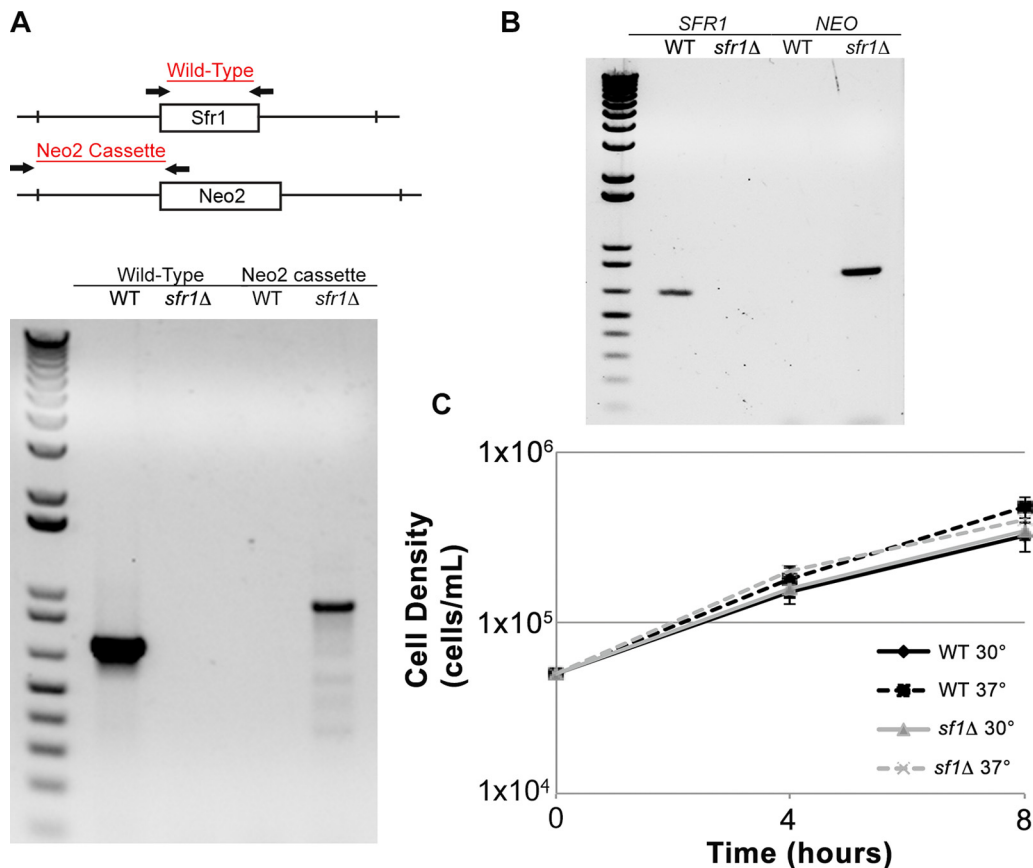 A
Wild-Type
Sfr1
Neo2 Cassette
Neo2
Wild-Type Neo2 cassette
WT sfr1Δ WT sfr1Δ
B
SFR1 NEO
WT sfr1Δ WT sfr1Δ
C
1x10⁶
1x10⁵
1x10⁴
Cell Density
(cells/mL)
WT 30°
WT 37°
sf1Δ 30°
sf1Δ 37°
0 4 8
Time (hours)